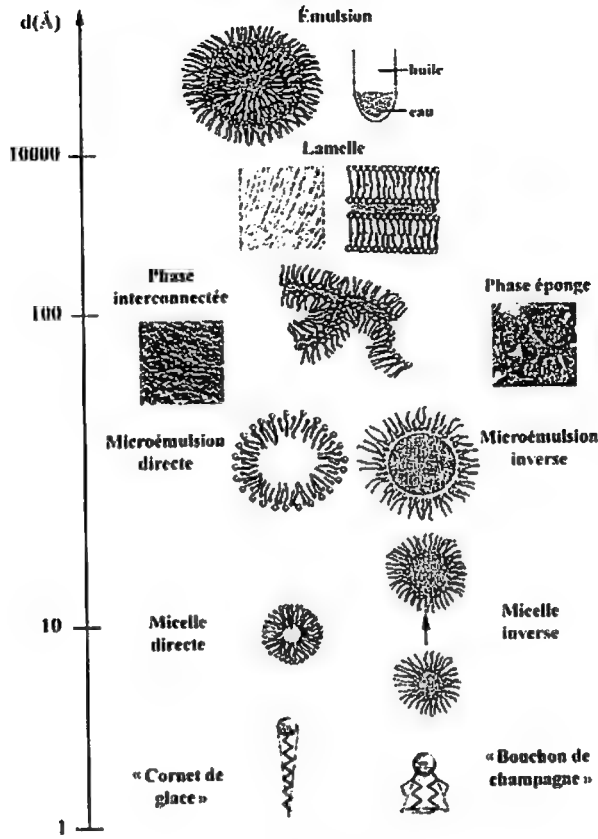 d(Å)
Émulsion
huile
eau
10000
Lamelle
Phase
interconnectée
Phase éponge
100
Microémulsion
directe
Microémulsion
inverse
10
Micelle
directe
Micelle
inverse
« Cornet de
glace »
« Bouchon de
champagne »
1